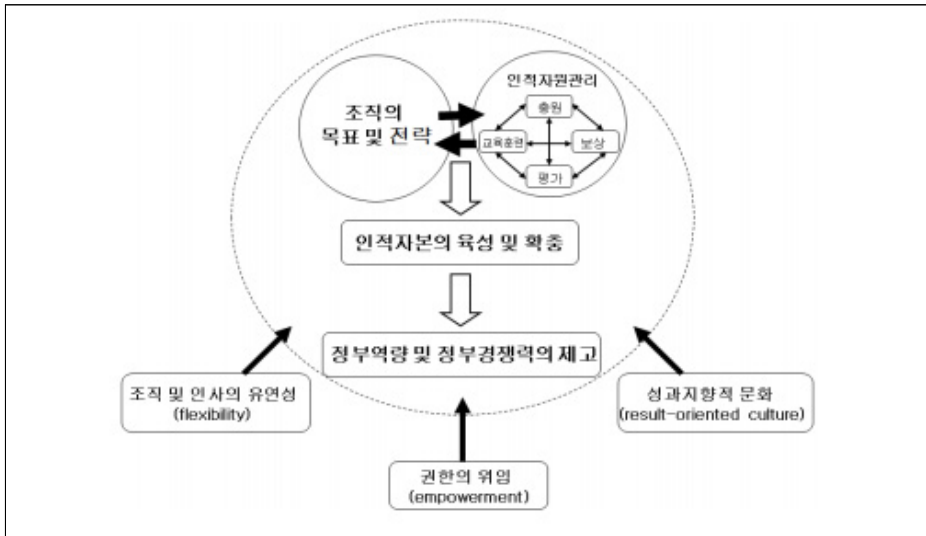 인적자원관리
조직의
목표 및 전략
충원
교육훈련
보상
평가
인적자본의 육성 및 확충
정부역량 및 정부경쟁력의 제고
조직 및 인사의 유연성
(flexibility)
성과지향적 문화
(result-oriented culture)
권한의 위임
(empowerment)